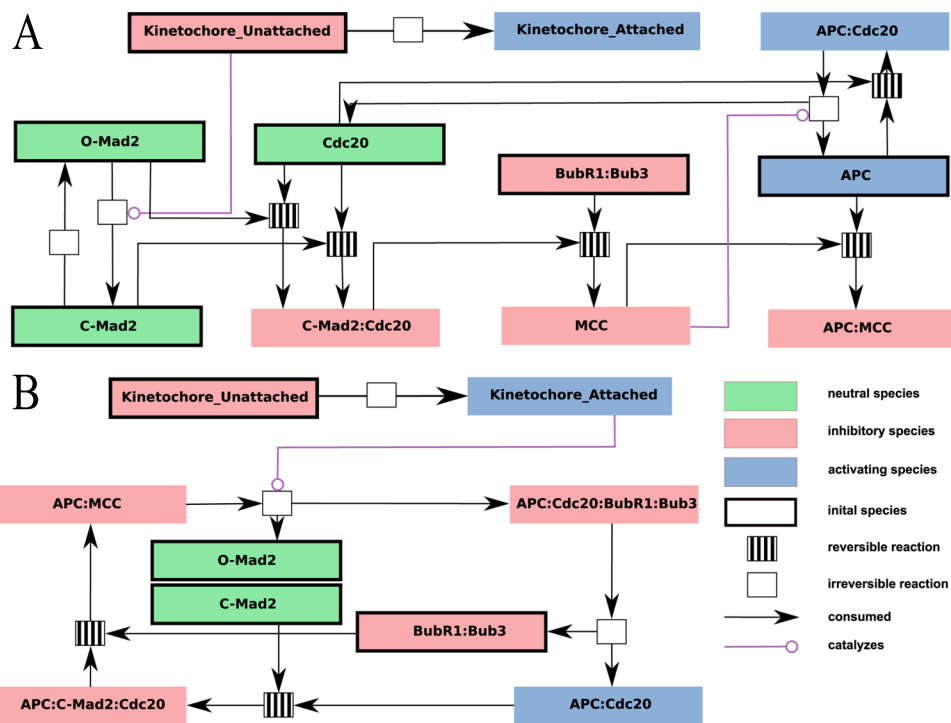 A
Kinetochore_Unattached
Kinetochore_Attached
APC:Cdc20
O-Mad2
Cdc20
BubR1:Bub3
APC
C-Mad2
C-Mad2:Cdc20
MCC
APC:MCC
B
Kinetochore_Unattached
Kinetochore_Attached
APC:MCC
APC:Cdc20:BubR1:Bub3
O-Mad2
C-Mad2
BubR1:Bub3
APC:C-Mad2:Cdc20
APC:Cdc20
neutral species
inhibitory species
activating species
inital species
reversible reaction
irreversible reaction
consumed
catalyzes